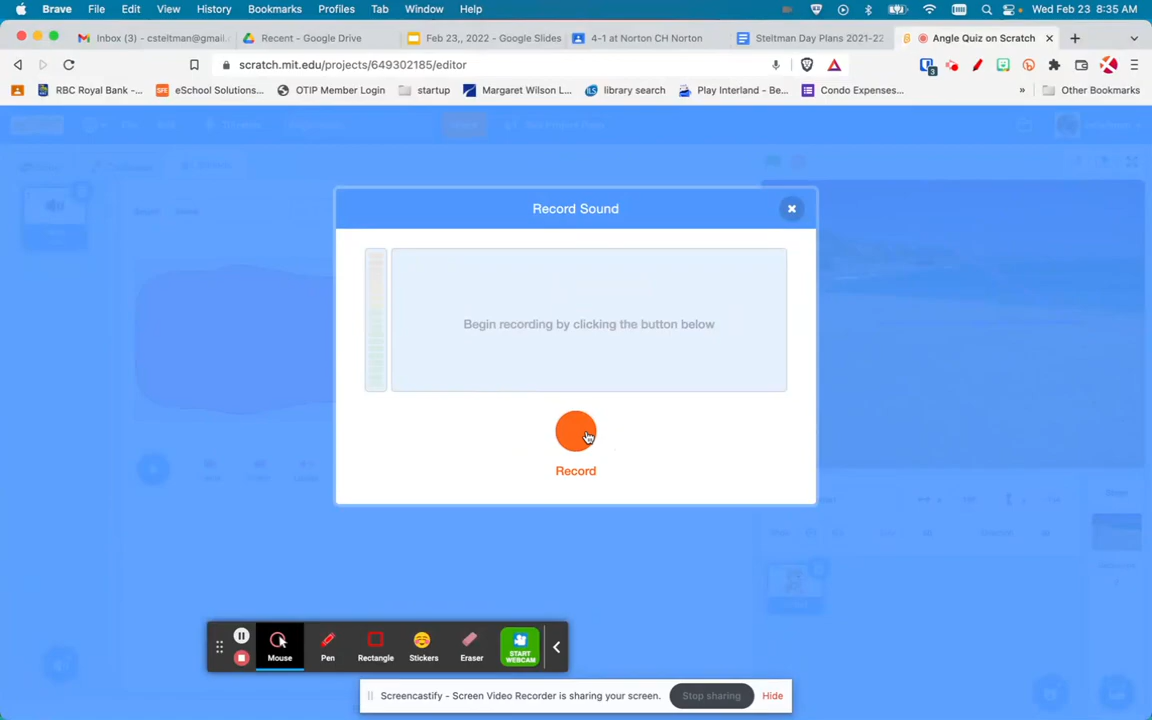 Brave File Edit View History Bookmarks Profiles Tab Window Help Wed Feb 23 8:35 AM
Inbox (3) - csteltman@gmail.c Recent - Google Drive Feb 23,, 2022 - Google Slides 4-1 at Norton CH Norton Steltman Day Plans 2021-22 Angle Quiz on Scratch
scratch.mit.edu/projects/649302185/editor 3
RBC Royal Bank -... eSchool Solutions... OTIP Member Login startup Margaret Wilson L... library search Play Interland - Be... Condo Expenses... » Other Bookmarks
Record Sound
Begin recording by clicking the button below
Record
Mouse Pen Rectangle Stickers Eraser START WEBCAM
Screencastify - Screen Video Recorder is sharing your screen. Stop sharing Hide